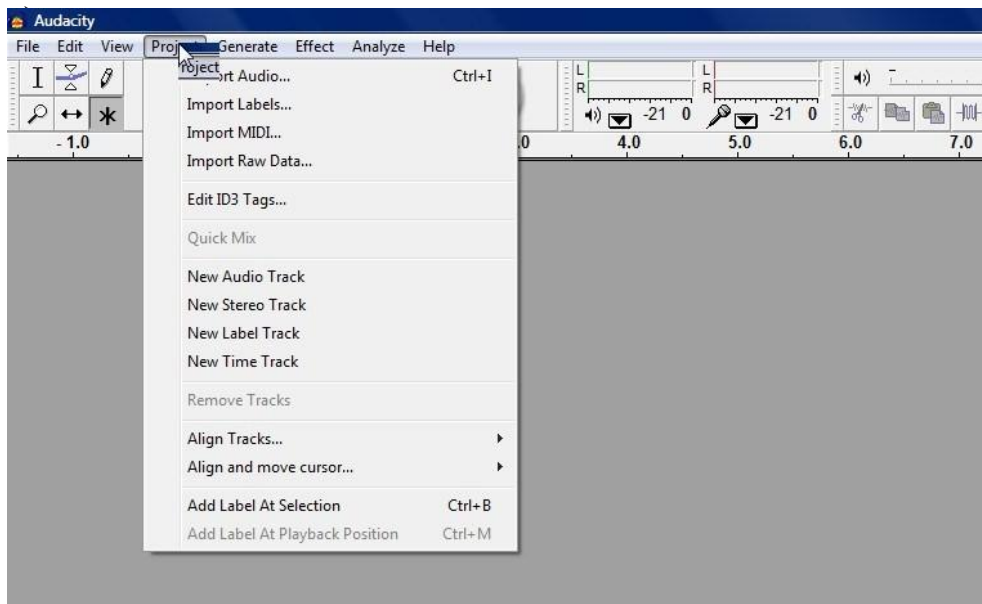 Audacity
File Edit View Generate Effect Analyze Help
Project
Audio... Ctrl+I
Import Labels...
Import MIDI...
Import Raw Data...
Edit ID3 Tags...
Quick Mix
New Audio Track
New Stereo Track
New Label Track
New Time Track
Remove Tracks
Align Tracks...
Align and move cursor...
Add Label At Selection Ctrl+B
Add Label At Playback Position Ctrl+M
L L
R R
-21 0 -21 0
- 1.0 4.0 5.0 6.0 7.0